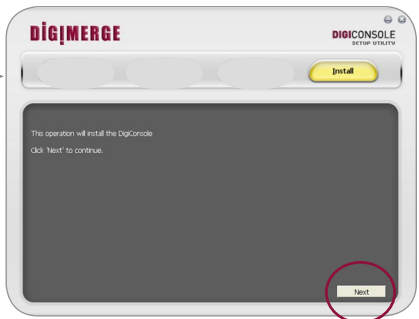 DIGIMERGE
DIGICONSOLE
SETUP UTILITY
Install
This operation will install the DigiConsole
Click 'Next' to continue.
Next